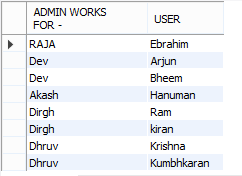 ADMIN WORKS FOR - USER
RAJA Ebrahim
Dev Arjun
Dev Bheem
Akash Hanuman
Dirgh Ram
Dirgh kiran
Dhruv Krishna
Dhruv Kumbhkaran